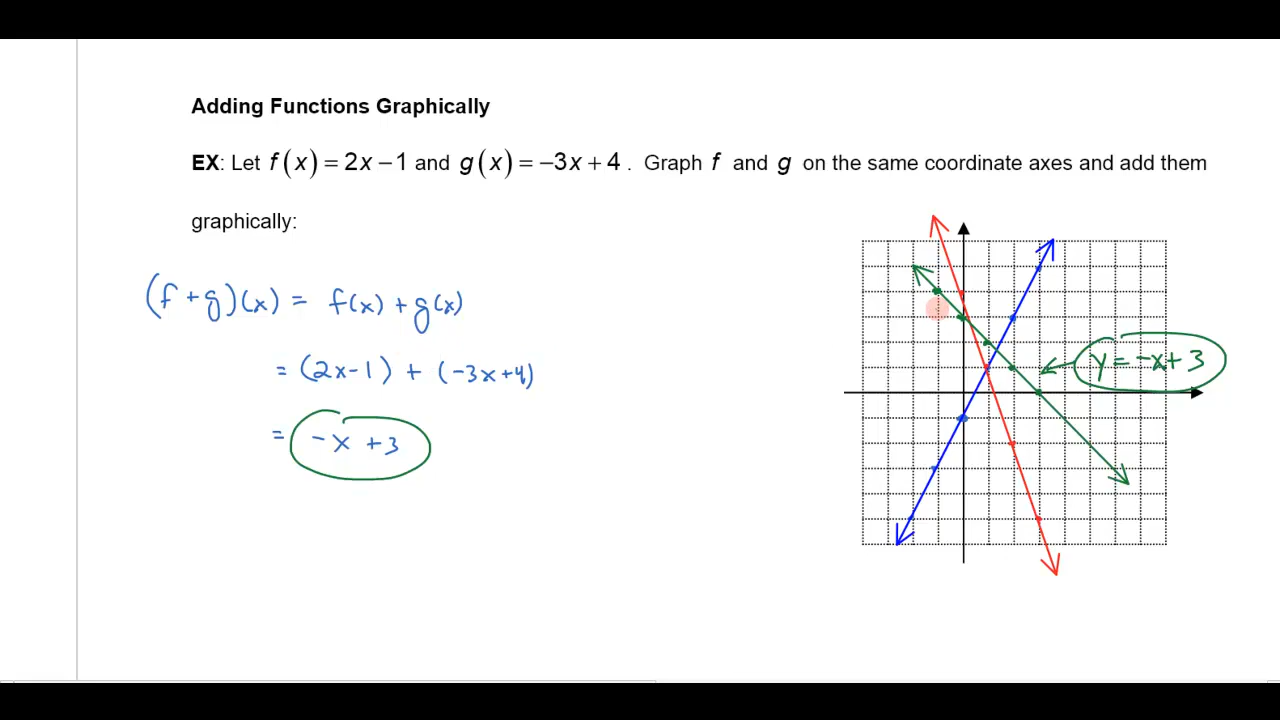 Adding Functions Graphically
EX: Let f(x) = 2x − 1 and g(x) = −3x + 4 . Graph f and g on the same coordinate axes and add them
graphically:
(f + g)(x) = f(x) + g(x)
= (2x-1) + (-3x+4)
= -x + 3
y = -x + 3